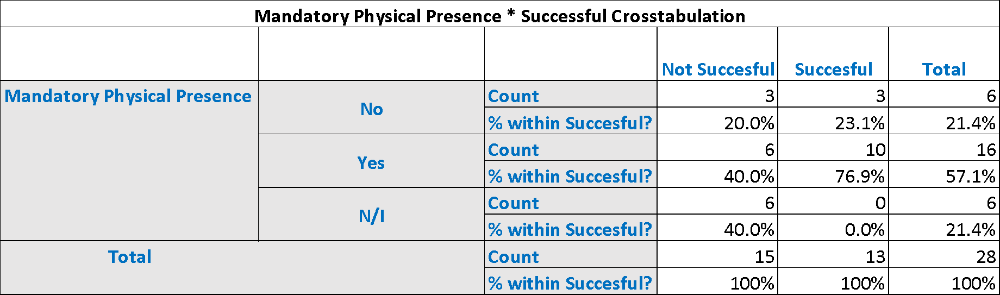 Mandatory Physical Presence * Successful Crosstabulation
Not Succesful Succesful Total
Mandatory Physical Presence No Count 3 3 6
% within Succesful? 20.0% 23.1% 21.4%
Yes Count 6 10 16
% within Succesful? 40.0% 76.9% 57.1%
N/I Count 6 0 6
% within Succesful? 40.0% 0.0% 21.4%
Total Count 15 13 28
% within Succesful? 100% 100% 100%